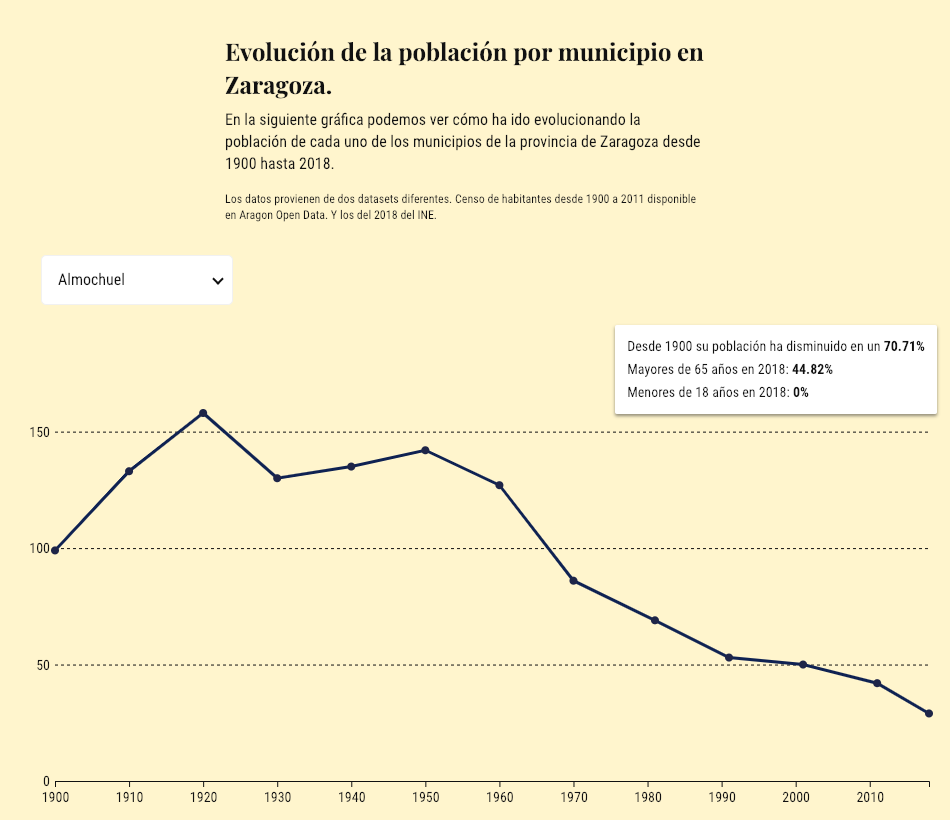 Evolución de la población por municipio en
Zaragoza.
En la siguiente gráfica podemos ver cómo ha ido evolucionando la
población de cada uno de los municipios de la provincia de Zaragoza desde
1900 hasta 2018.
Los datos provienen de dos datasets diferentes. Censo de habitantes desde 1900 a 2011 disponible
en Aragon Open Data. Y los del 2018 del INE.
Almochuel
Desde 1900 su población ha disminuido en un 70.71%
Mayores de 65 años en 2018: 44.82%
Menores de 18 años en 2018: 0%
150
100
50
0
1900 1910 1920 1930 1940 1950 1960 1970 1980 1990 2000 2010